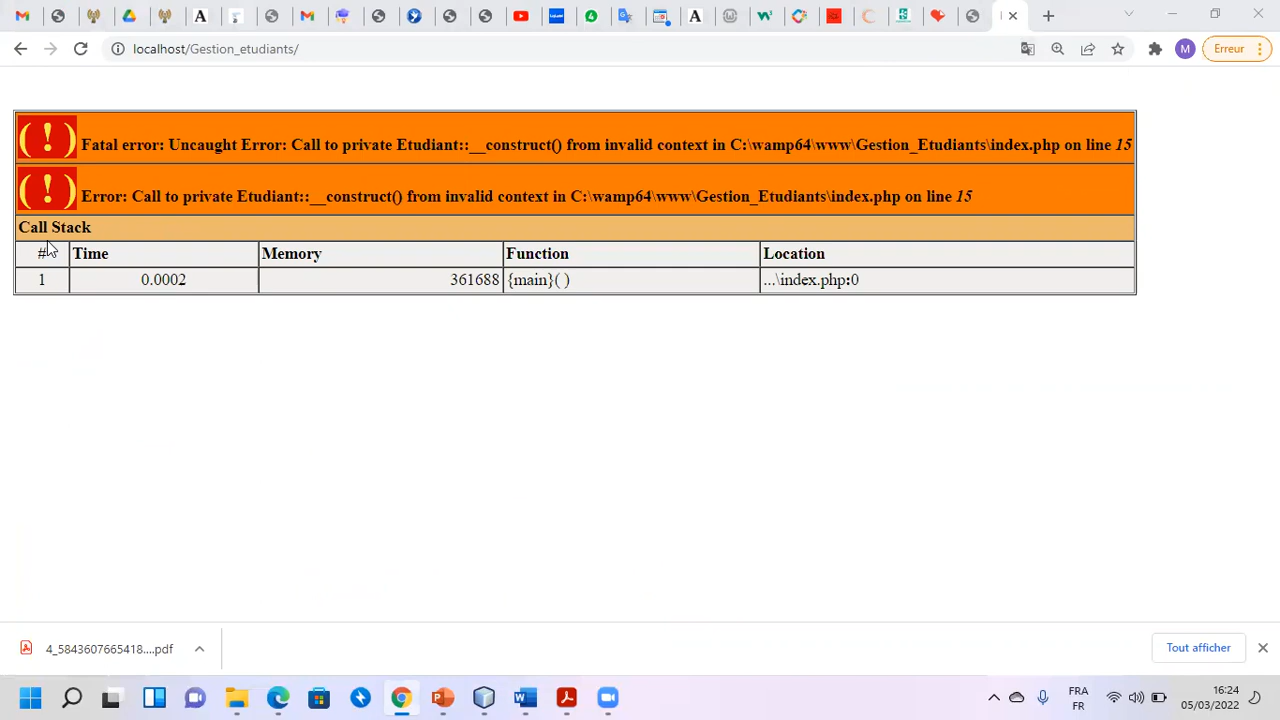 localhost/Gestion_etudiants/
M
Erreur
( ! ) Fatal error: Uncaught Error: Call to private Etudiant::__construct() from invalid context in C:\wamp64\www\Gestion_Etudiants\index.php on line 15
( ! ) Error: Call to private Etudiant::__construct() from invalid context in C:\wamp64\www\Gestion_Etudiants\index.php on line 15
Call Stack
# Time Memory Function Location
1 0.0002 361688 {main}( ) ...\index.php:0
4_5843607665418....pdf
Tout afficher
FRA 16:24
FR 05/03/2022